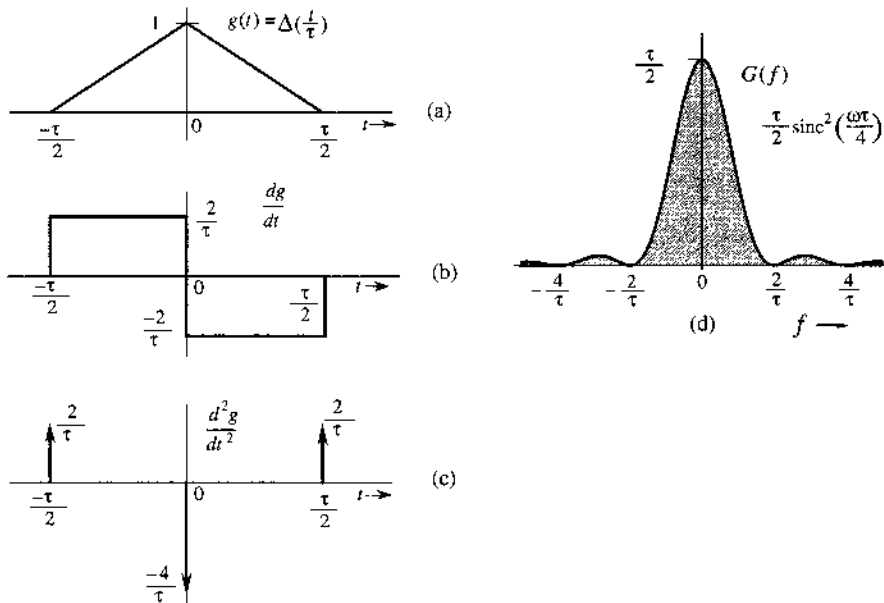 g(t) = Δ(t/τ)
1
−τ/2
0
τ/2
t→
(a)
2/τ
dg/dt
−τ/2
0
τ/2
t→
−2/τ
(b)
2/τ
d²g/dt²
2/τ
−τ/2
0
τ/2
t→
−4/τ
(c)
τ/2
G(f)
τ/2 sinc²(ωτ/4)
−4/τ
−2/τ
0
2/τ
4/τ
(d)
f →